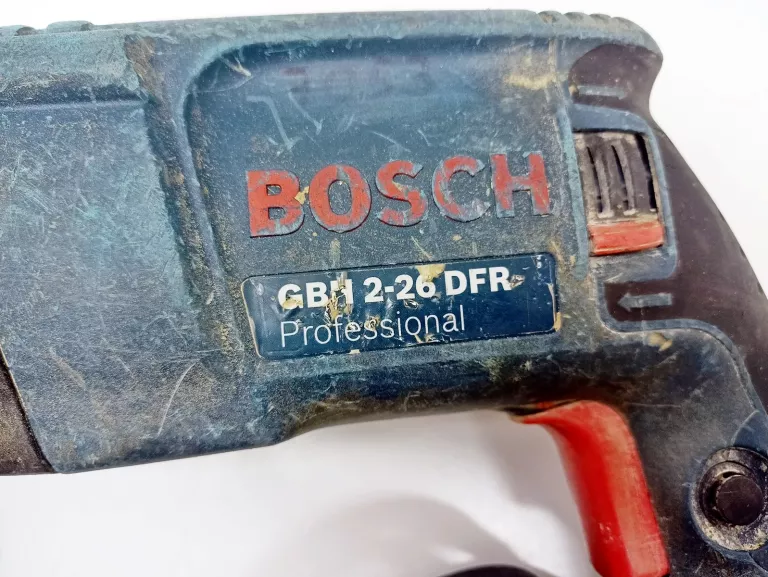 BOSCH
GBH 2-26 DFR
Professional